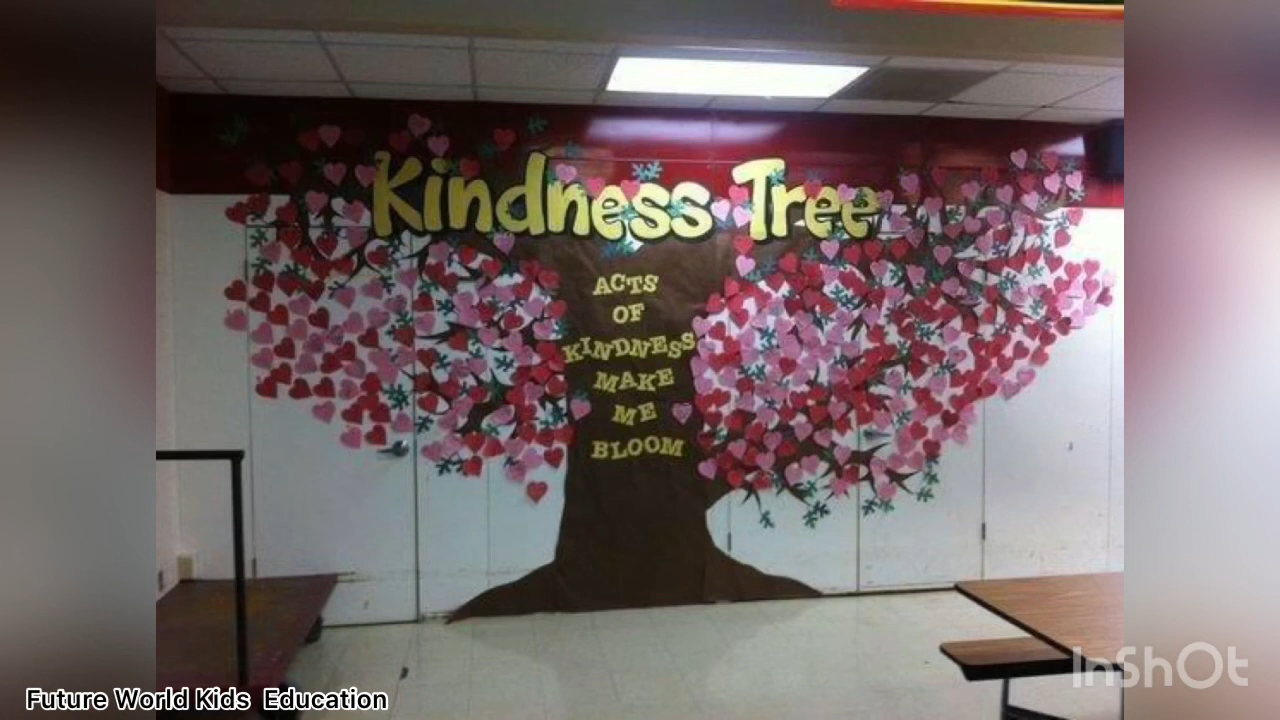 Kindness Tree
ACTS
OF
KINDNESS
MAKE
ME
BLOOM
InShOt
Future World Kids Education